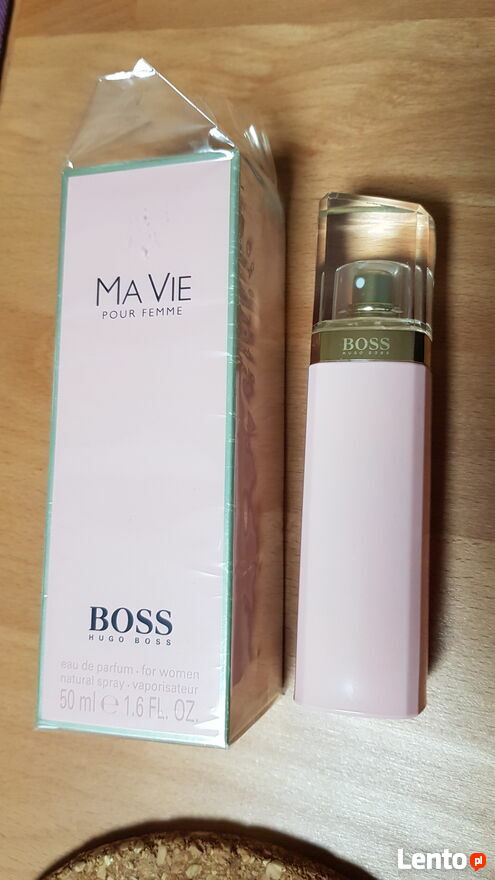 MA VIE
POUR FEMME
BOSS
HUGO BOSS
eau de parfum - for women
natural spray - vaporisateur
50 ml e 1.6 FL. OZ.
BOSS
HUGO BOSS
Lento pl